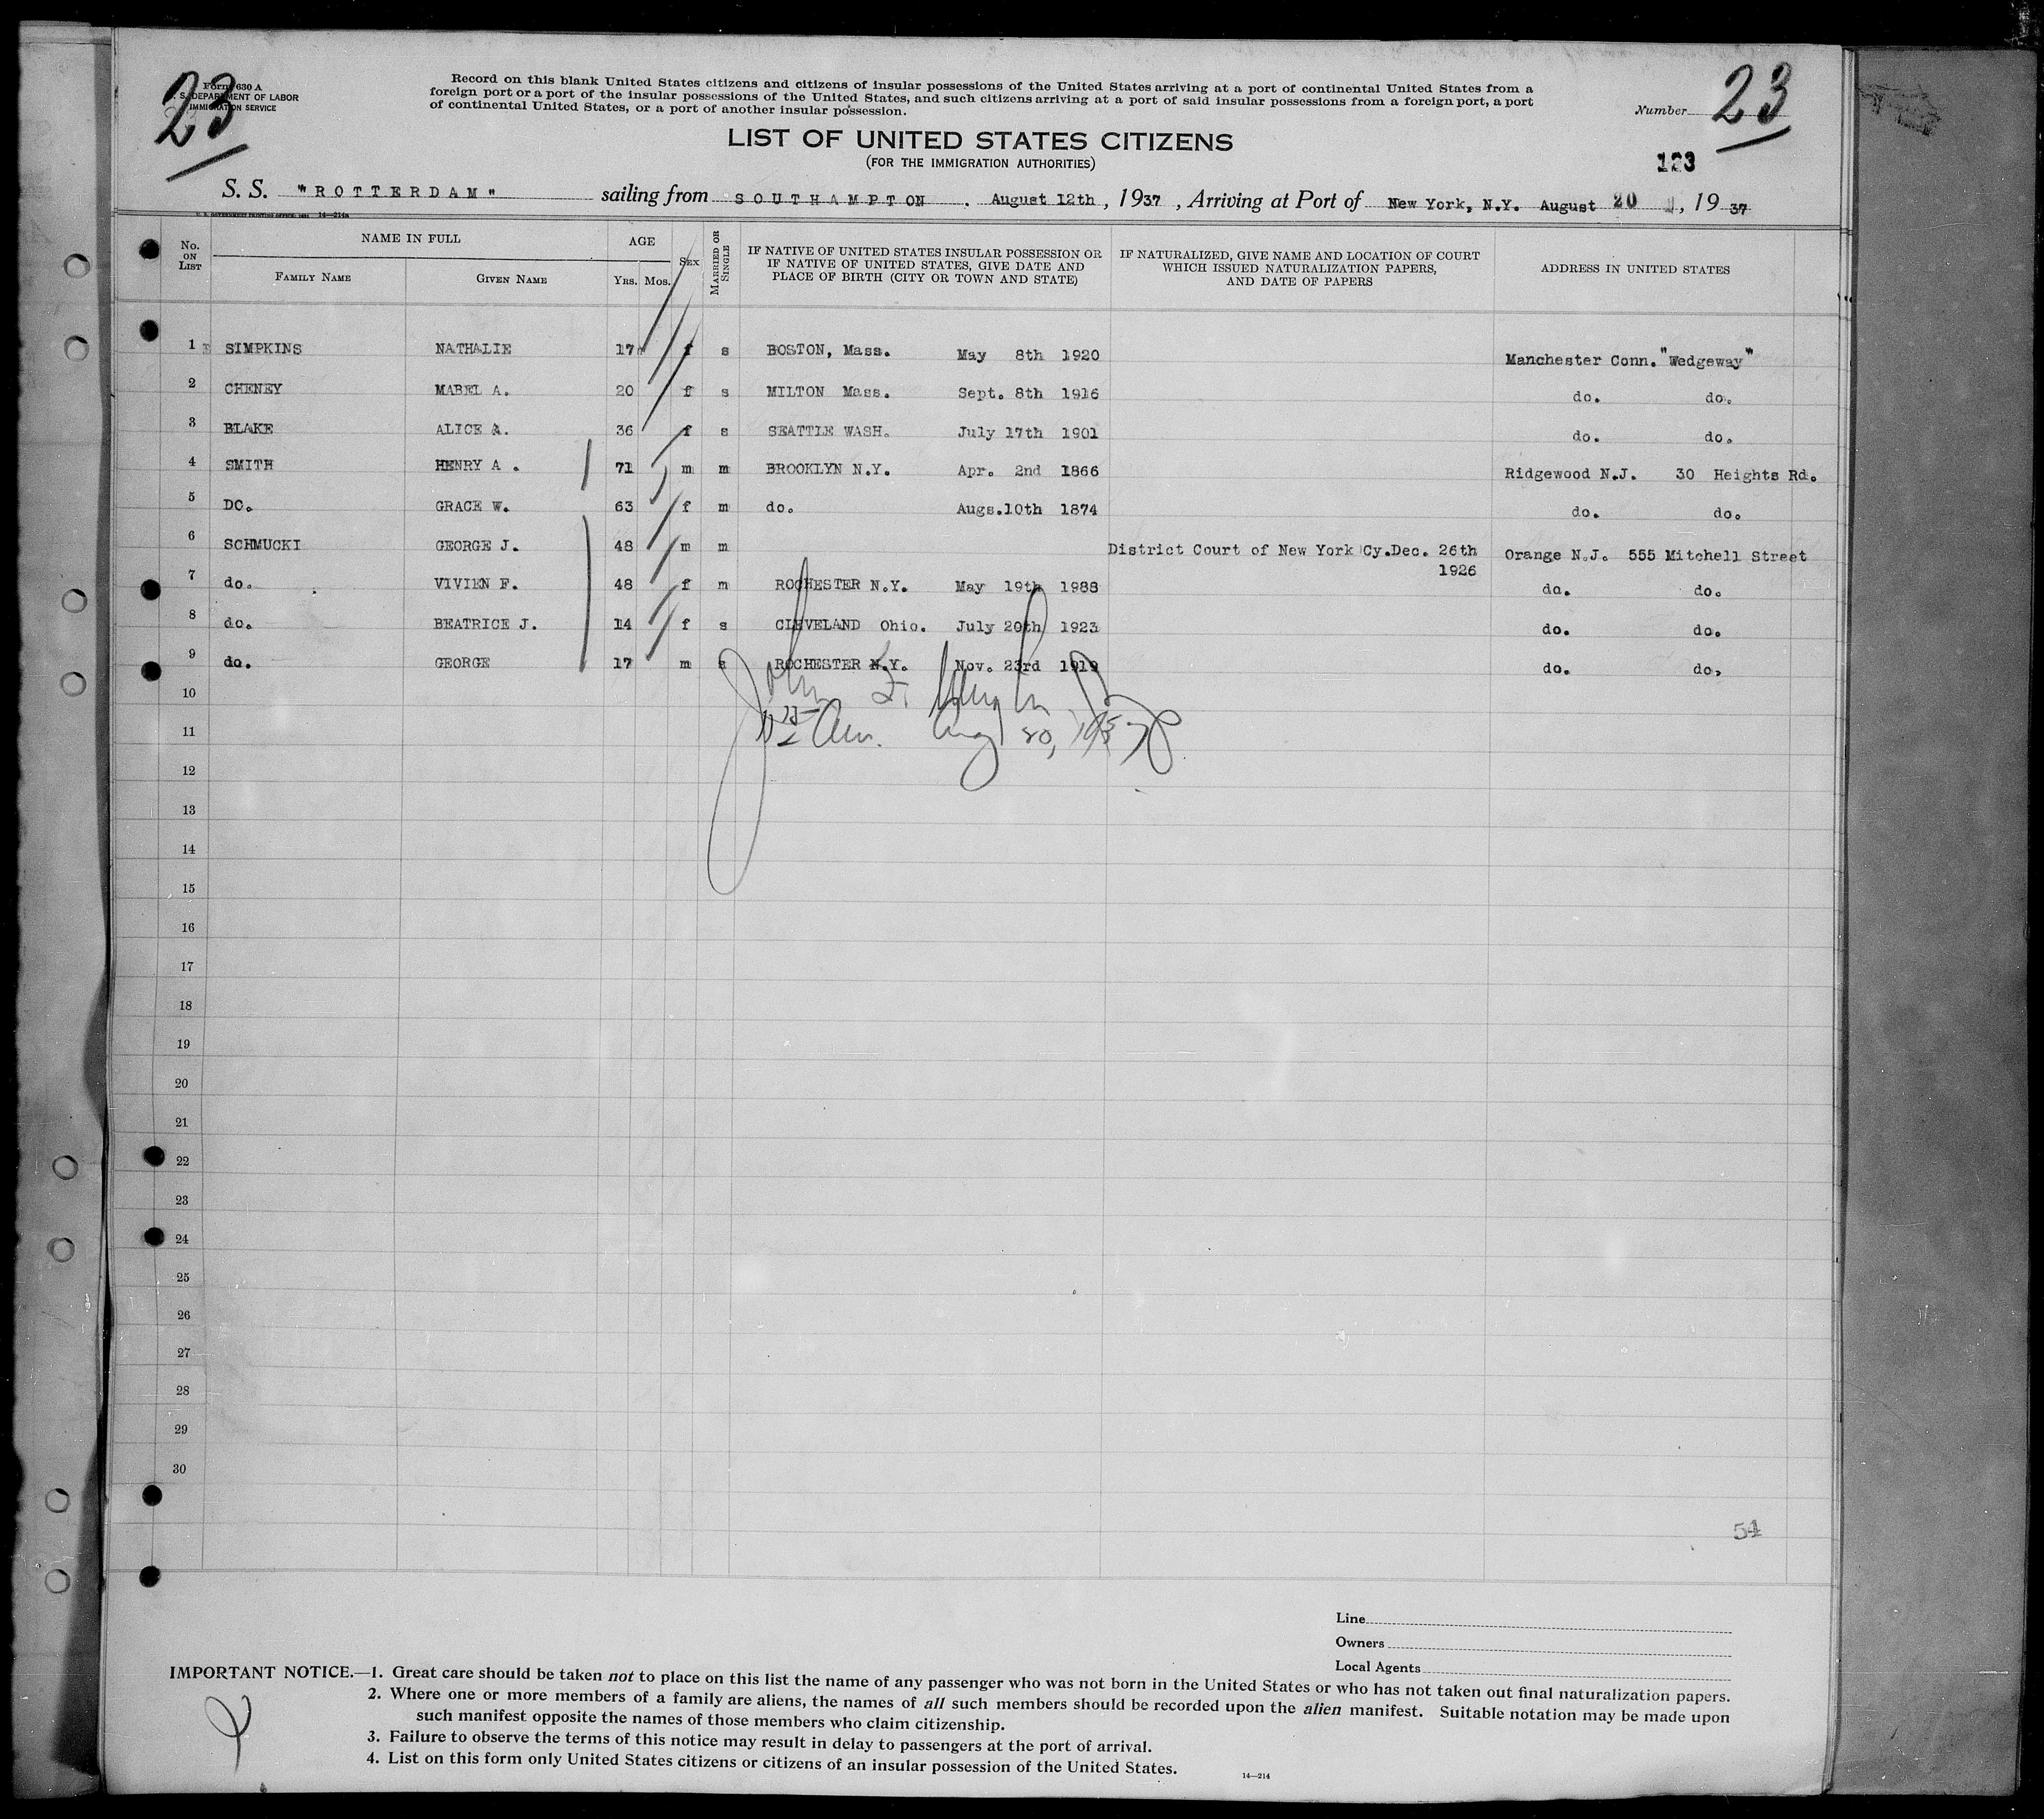 23
Form 630 A
U. S. DEPARTMENT OF LABOR
IMMIGRATION SERVICE
Record on this blank United States citizens and citizens of insular possessions of the United States arriving at a port of continental United States from a
foreign port or a port of the insular possessions of the United States, and such citizens arriving at a port of said insular possessions from a foreign port, a port
of continental United States, or a port of another insular possession.
Number 23
LIST OF UNITED STATES CITIZENS
(FOR THE IMMIGRATION AUTHORITIES)
123
S. S. "ROTTERDAM" sailing from SOUTHAMPTON . August 12th , 1937 , Arriving at Port of New York, N.Y. August 20 , 1937
14—214a
No. ON LIST NAME IN FULL AGE SEX MARRIED OR SINGLE IF NATIVE OF UNITED STATES INSULAR POSSESSION OR IF NATIVE OF UNITED STATES, GIVE DATE AND PLACE OF BIRTH (CITY OR TOWN AND STATE) IF NATURALIZED, GIVE NAME AND LOCATION OF COURT WHICH ISSUED NATURALIZATION PAPERS, AND DATE OF PAPERS ADDRESS IN UNITED STATES
FAMILY NAME GIVEN NAME YRS. MOS.
1 SIMPKINS NATHALIE 17 f s BOSTON, Mass. May 8th 1920 Manchester Conn. "Wedgeway"
2 CHENEY MABEL A. 20 f s MILTON Mass. Sept. 8th 1916 do. do.
3 BLAKE ALICE A. 36 f s SEATTLE WASH. July 17th 1901 do. do.
4 SMITH HENRY A . 71 m m BROOKLYN N.Y. Apr. 2nd 1866 Ridgewood N.J. 30 Heights Rd.
5 DO. GRACE W. 63 f m do. Augs.10th 1874 do. do.
6 SCHMUCKI GEORGE J. 48 m m District Court of New York Cy.Dec. 26th 1926 Orange N.J. 555 Mitchell Street
7 do. VIVIEN F. 48 f m ROCHESTER N.Y. May 19th 1988 do. do.
8 do. BEATRICE J. 14 f s CLEVELAND Ohio. July 20th 1923 do. do.
9 do. GEORGE 17 m s ROCHESTER N.Y. Nov. 23rd 1919 do. do.
John
Aug 20, 1937
10
11
12
13
14
15
16
17
18
19
20
21
22
23
24
25
26
27
28
29
30
54
Line
Owners
Local Agents
IMPORTANT NOTICE.—1. Great care should be taken not to place on this list the name of any passenger who was not born in the United States or who has not taken out final naturalization papers.
2. Where one or more members of a family are aliens, the names of all such members should be recorded upon the alien manifest. Suitable notation may be made upon
such manifest opposite the names of those members who claim citizenship.
3. Failure to observe the terms of this notice may result in delay to passengers at the port of arrival.
4. List on this form only United States citizens or citizens of an insular possession of the United States.
14—214